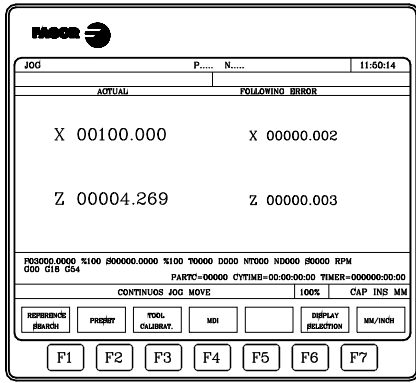 FAGOR
JOG P..... N..... 11:50:14
ACTUAL FOLLOWING ERROR
X 00100.000 X 00000.002
Z 00004.269 Z 00000.003
F03000.0000 %100 S00000.0000 %100 T0000 D000 NT000 ND000 S0000 RPM
G00 G18 G54
PARTC=00000 CYTIME=00:00:00:00 TIMER=000000:00:00
CONTINUOS JOG MOVE 100% CAP INS MM
REFERENCE SEARCH PRESET TOOL CALIBRAT. MDI DISPLAY SELECTION MM/INCH
F1 F2 F3 F4 F5 F6 F7